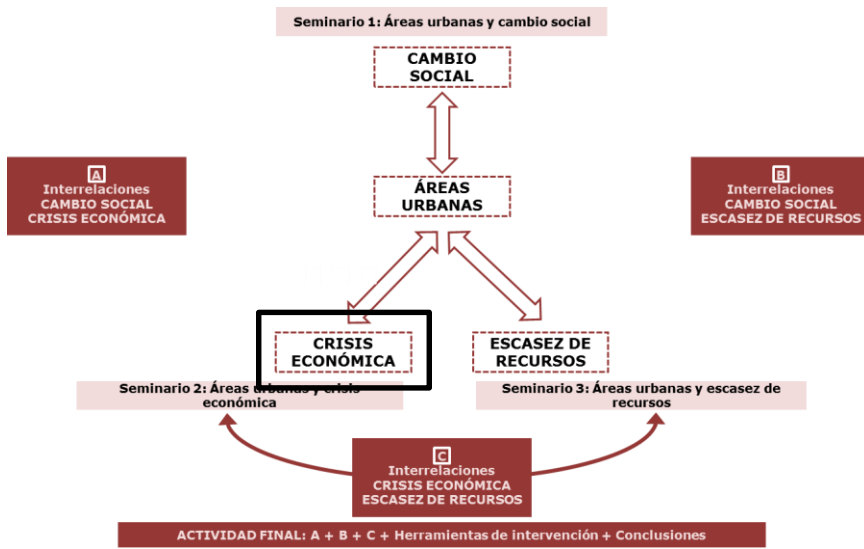 Seminario 1: Áreas urbanas y cambio social
CAMBIO
SOCIAL
A
Interrelaciones
CAMBIO SOCIAL
CRISIS ECONÓMICA
ÁREAS
URBANAS
B
Interrelaciones
CAMBIO SOCIAL
ESCASEZ DE RECURSOS
CRISIS
ECONÓMICA
ESCASEZ DE
RECURSOS
Seminario 2: Áreas urbanas y crisis
económica
Seminario 3: Áreas urbanas y escasez de
recursos
C
Interrelaciones
CRISIS ECONÓMICA
ESCASEZ DE RECURSOS
ACTIVIDAD FINAL: A + B + C + Herramientas de intervención + Conclusiones